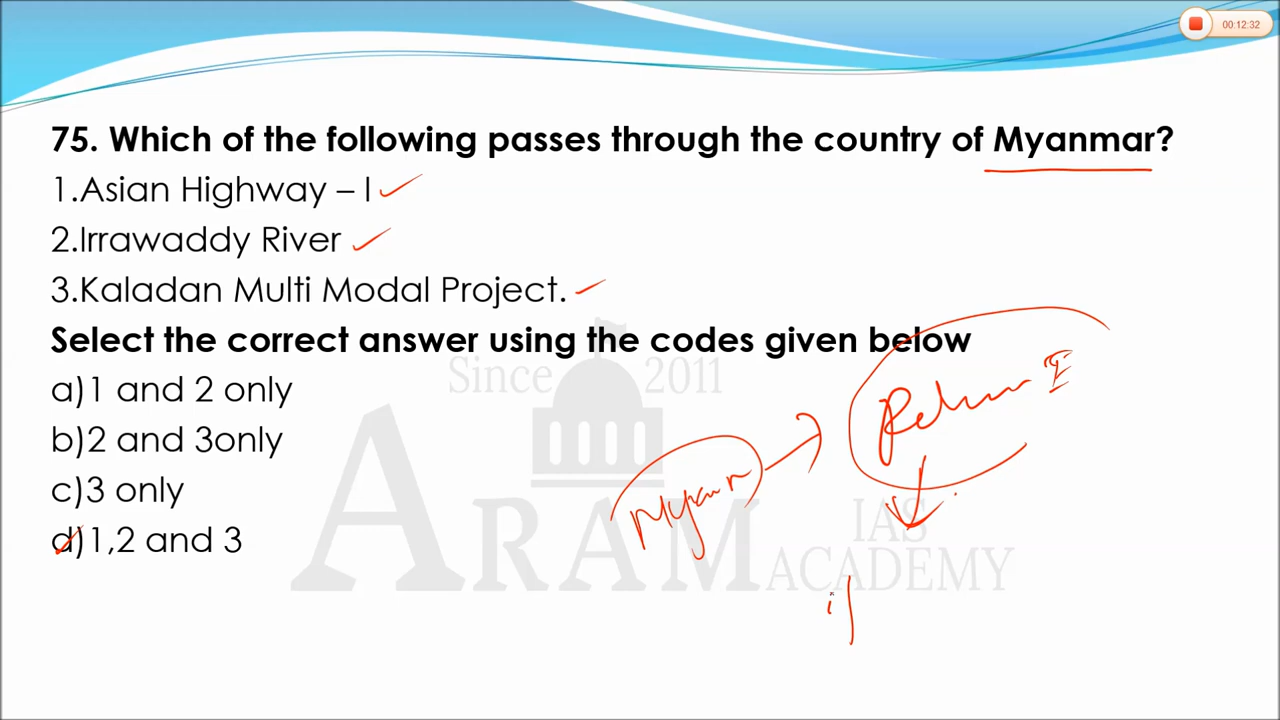 00:12:32
75. Which of the following passes through the country of Myanmar?
1.Asian Highway – I
2.Irrawaddy River
3.Kaladan Multi Modal Project.
Select the correct answer using the codes given below
a)1 and 2 only
b)2 and 3only
c)3 only
d)1,2 and 3
Since 2011
ARAM IAS ACADEMY